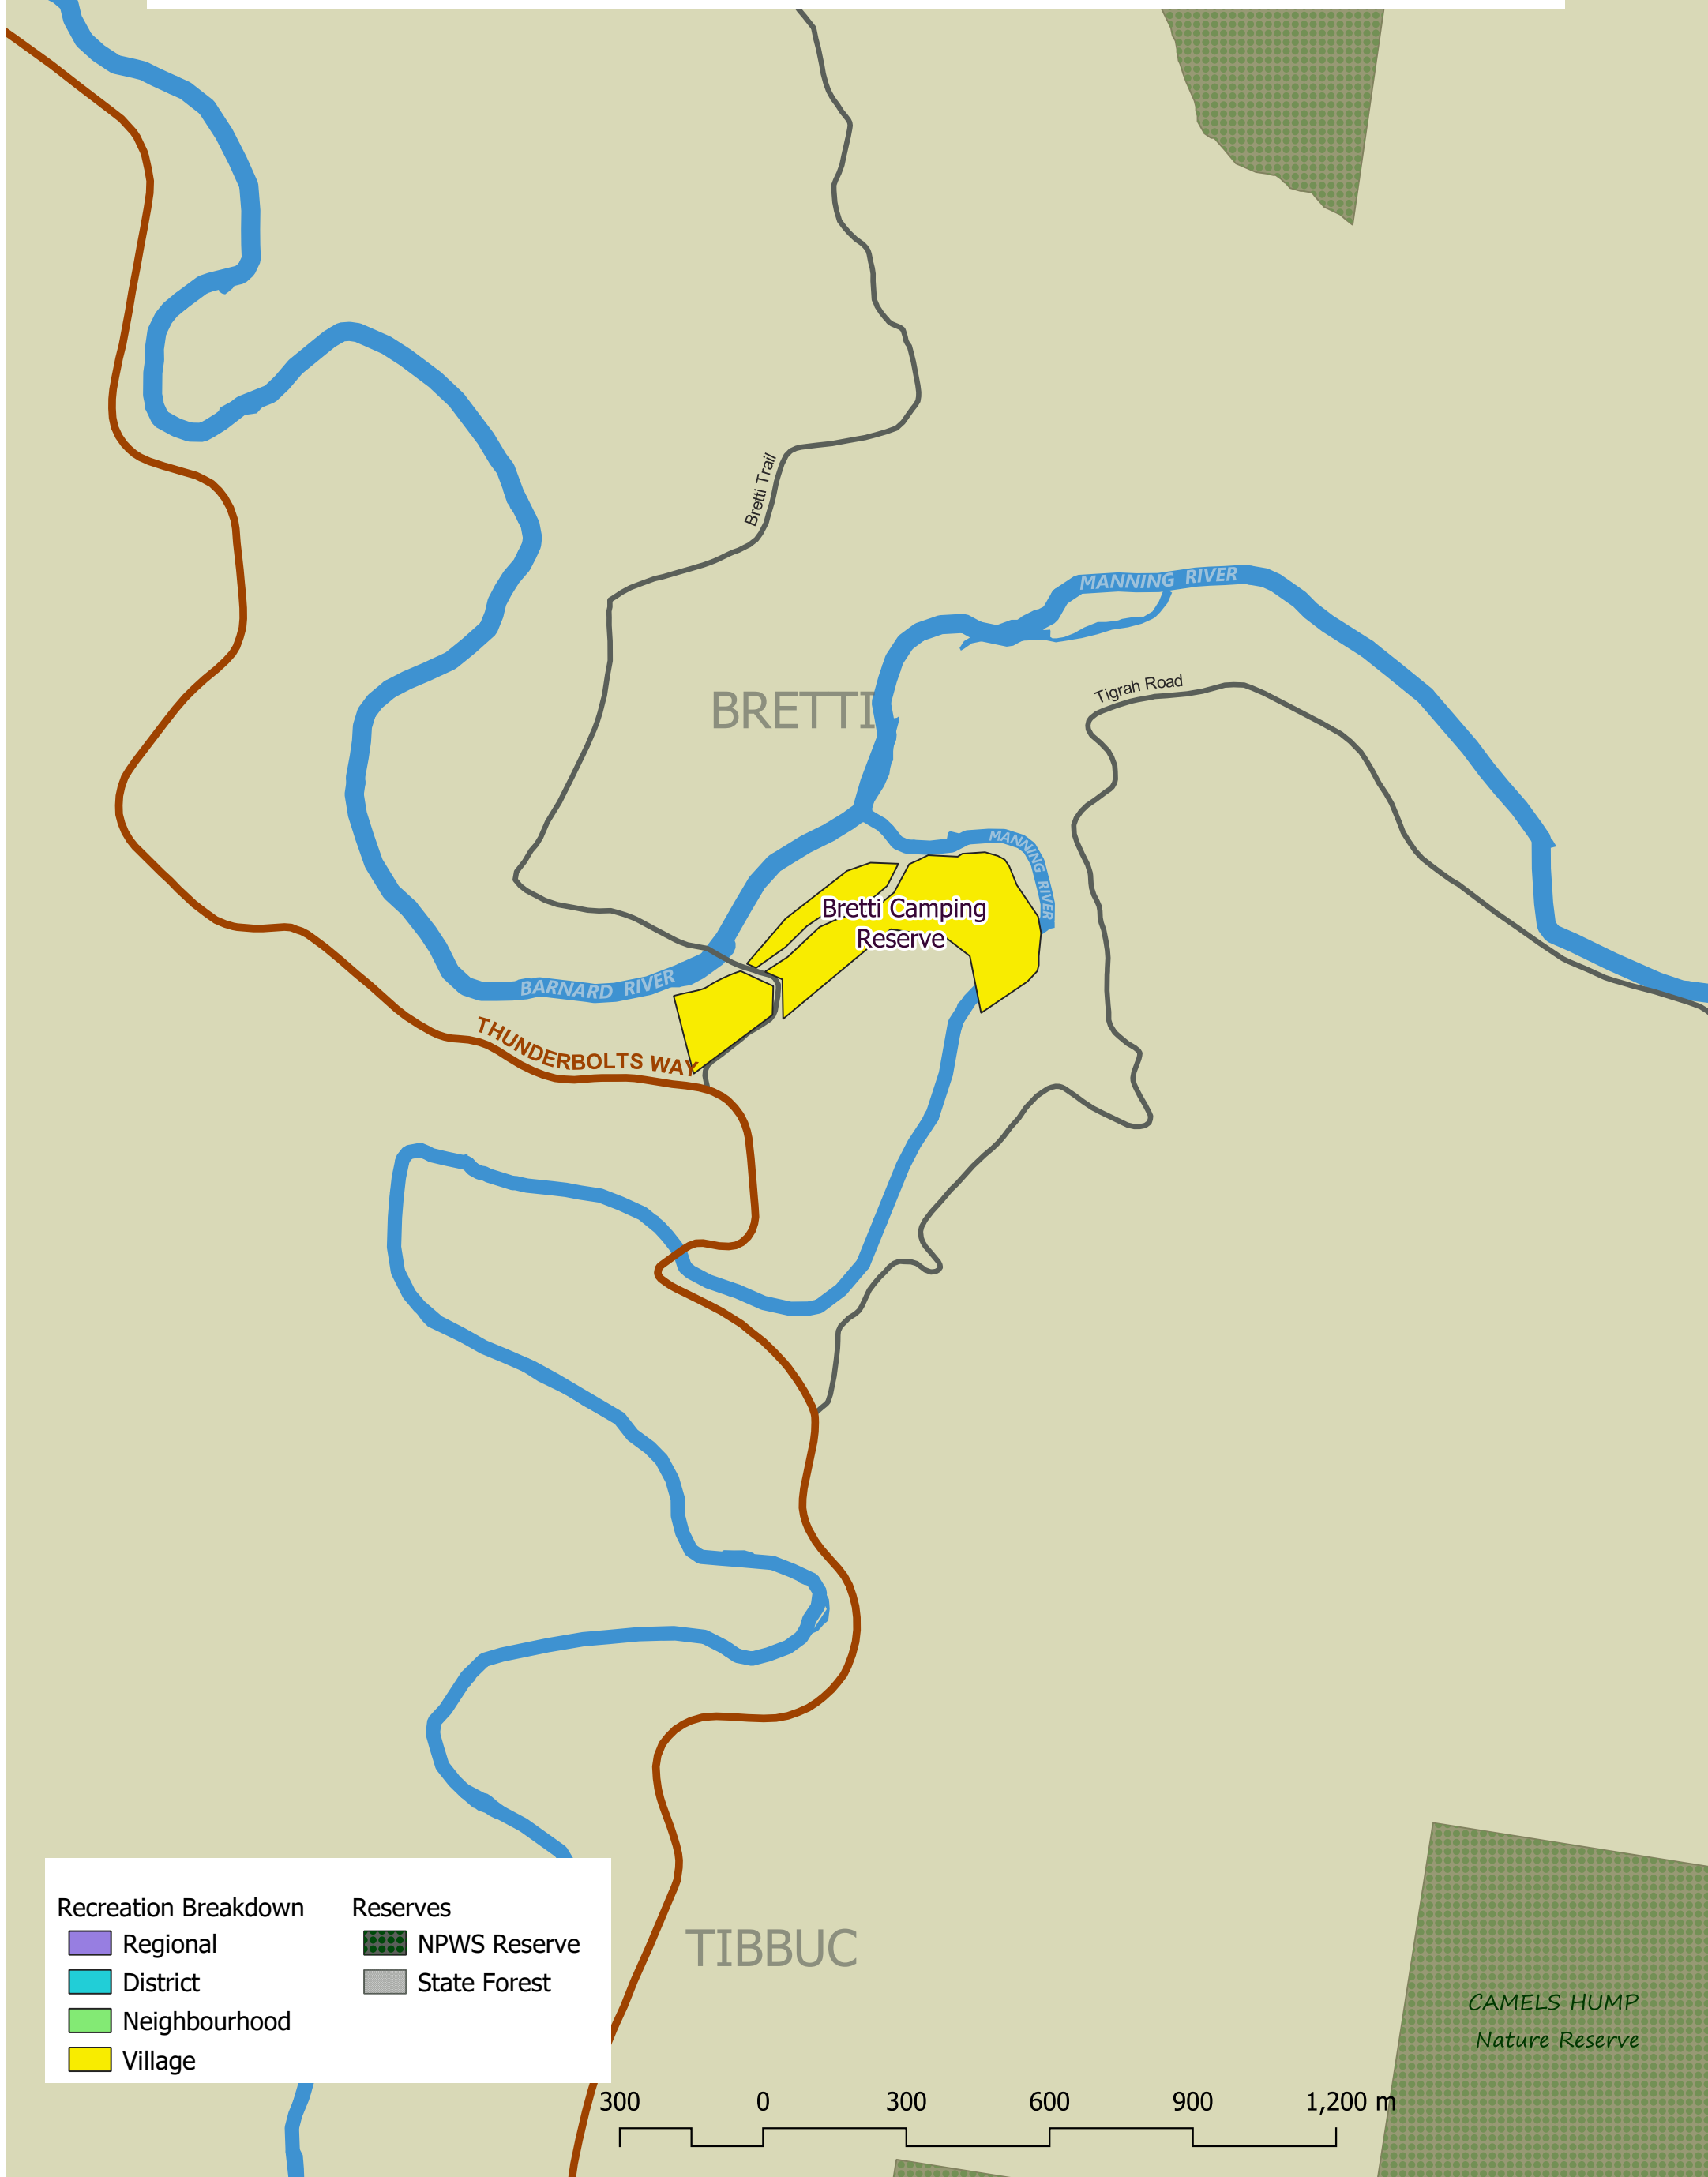 Bretti Trail
MANNING RIVER
Tigrah Road
BRETTI
MANNING RIVER
Bretti Camping
Reserve
BARNARD RIVER
THUNDERBOLTS WAY
Recreation Breakdown
Regional
District
Neighbourhood
Village
Reserves
NPWS Reserve
State Forest
TIBBUC
CAMELS HUMP
Nature Reserve
300 0 300 600 900 1,200 m